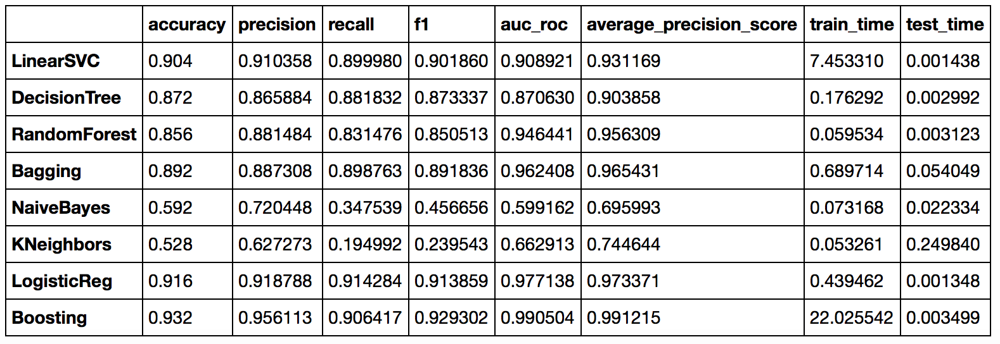 accuracy precision recall f1 auc_roc average_precision_score train_time test_time
LinearSVC 0.904 0.910358 0.899980 0.901860 0.908921 0.931169 7.453310 0.001438
DecisionTree 0.872 0.865884 0.881832 0.873337 0.870630 0.903858 0.176292 0.002992
RandomForest 0.856 0.881484 0.831476 0.850513 0.946441 0.956309 0.059534 0.003123
Bagging 0.892 0.887308 0.898763 0.891836 0.962408 0.965431 0.689714 0.054049
NaiveBayes 0.592 0.720448 0.347539 0.456656 0.599162 0.695993 0.073168 0.022334
KNeighbors 0.528 0.627273 0.194992 0.239543 0.662913 0.744644 0.053261 0.249840
LogisticReg 0.916 0.918788 0.914284 0.913859 0.977138 0.973371 0.439462 0.001348
Boosting 0.932 0.956113 0.906417 0.929302 0.990504 0.991215 22.025542 0.003499